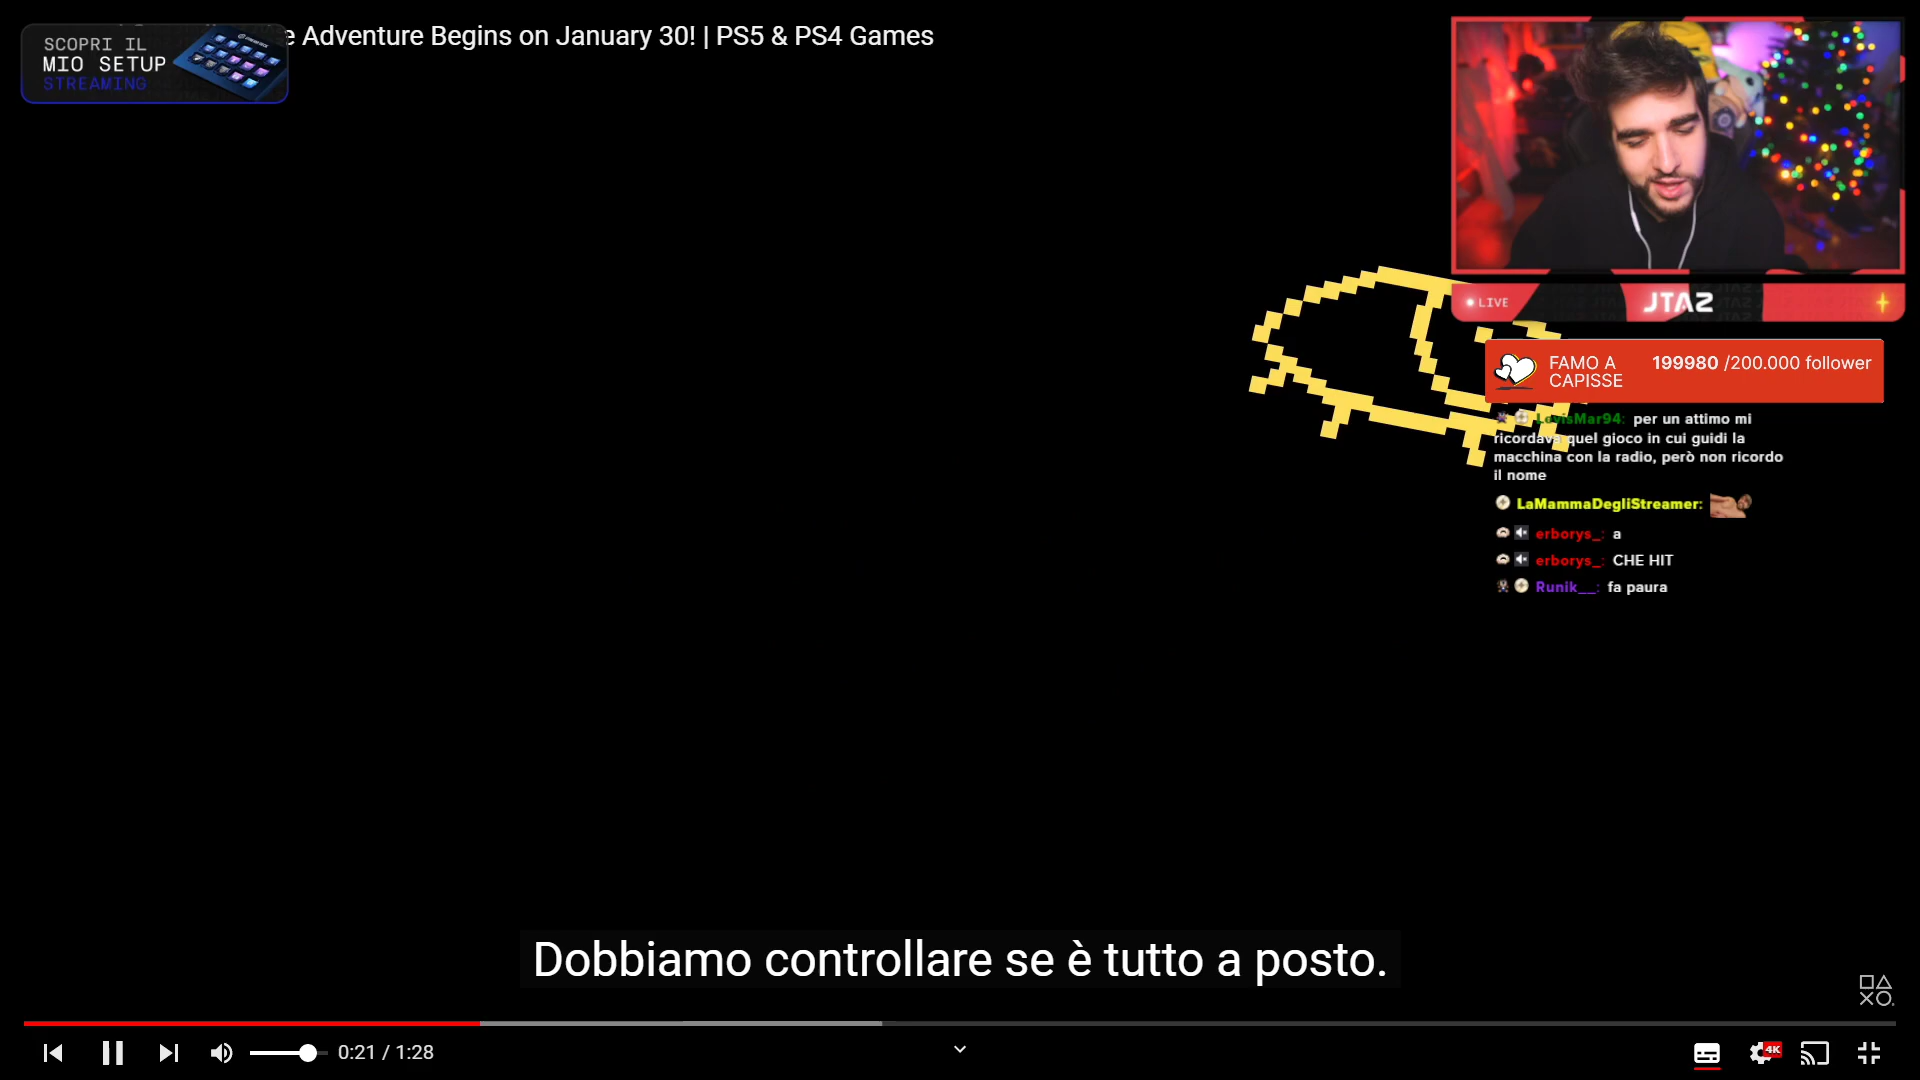 SCOPRI IL
MIO SETUP
STREAMING
e Adventure Begins on January 30! | PS5 & PS4 Games
LIVE
JTAZ
FAMO A
CAPISSE
199980 /200.000 follower
LovisMar94: per un attimo mi
ricordava quel gioco in cui guidi la
macchina con la radio, però non ricordo
il nome
LaMammaDegliStreamer:
erborys_: a
erborys_: CHE HIT
Runik__: fa paura
Dobbiamo controllare se è tutto a posto.
0:21 / 1:28
4K